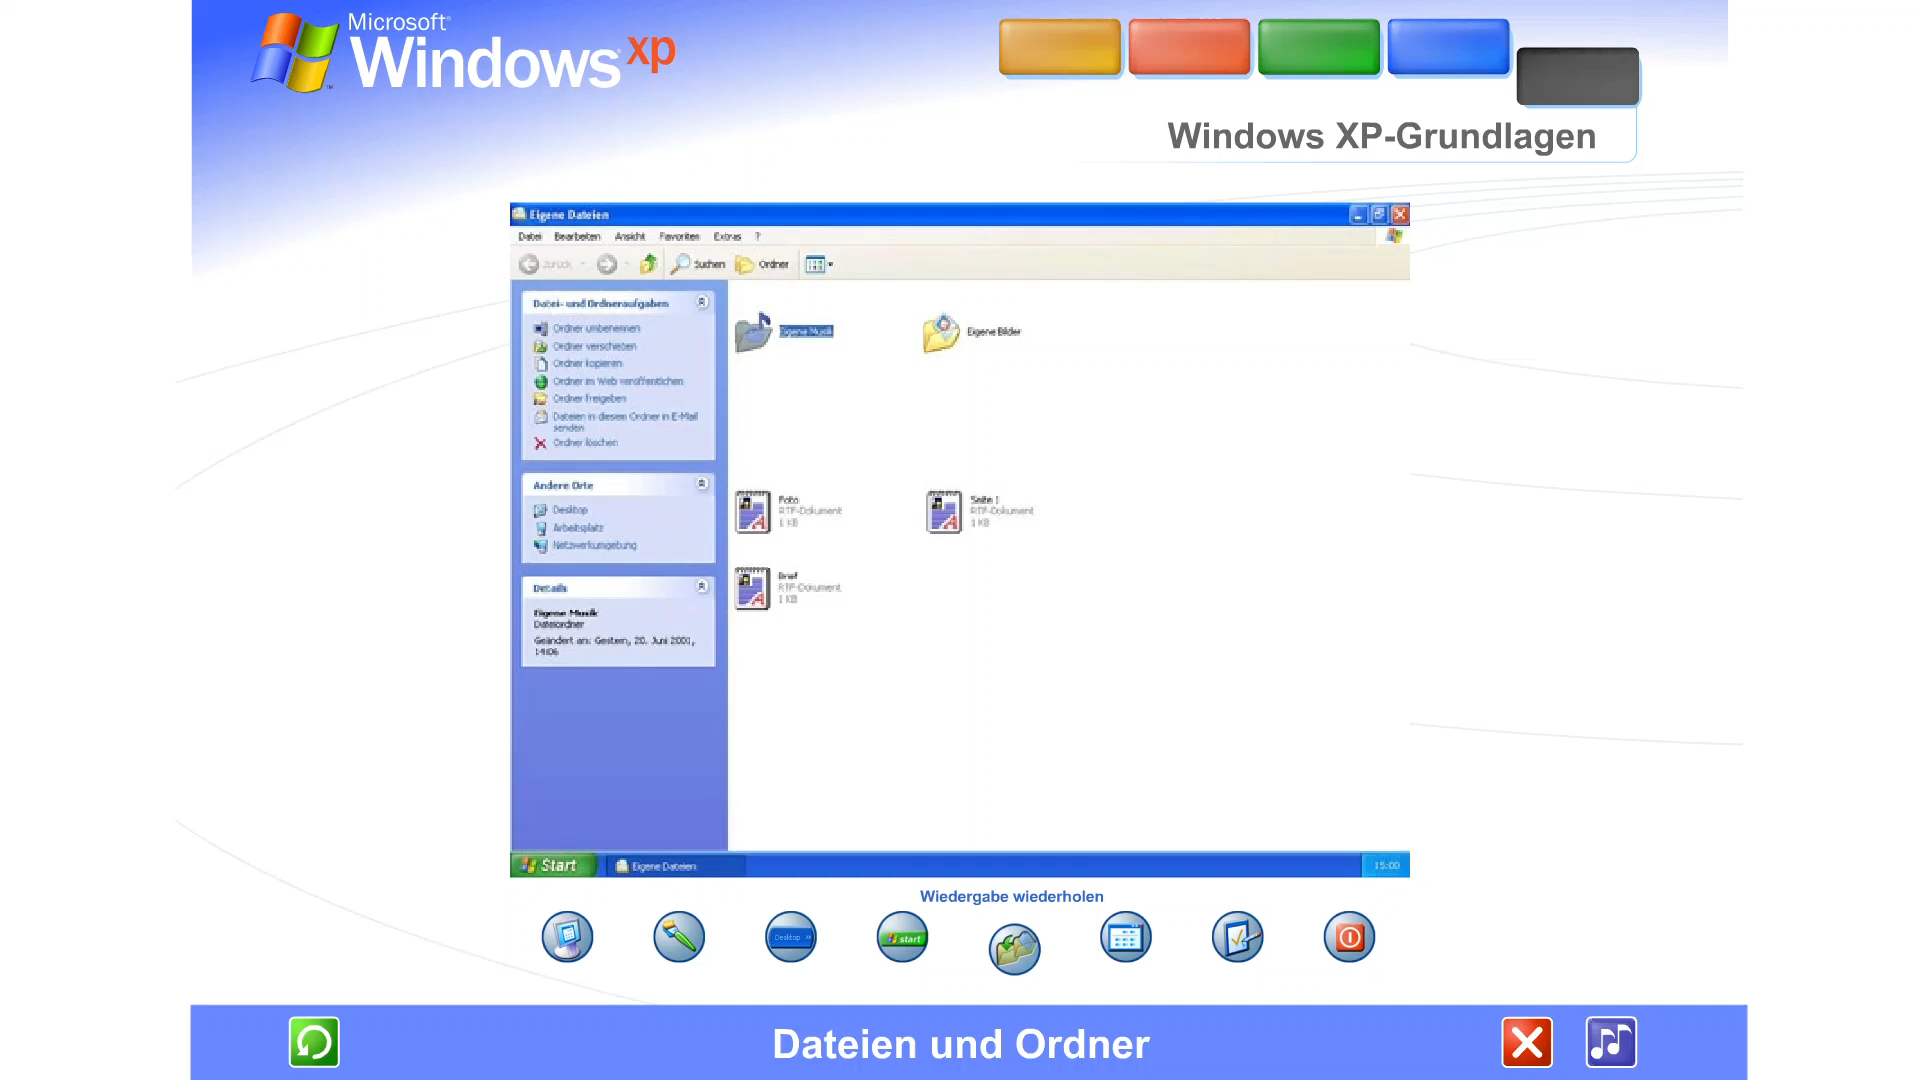 Microsoft®
Windows xp
Windows XP-Grundlagen
Eigene Dateien
Datei Bearbeiten Ansicht Favoriten Extras ?
Zurück Suchen Ordner
Datei- und Ordneraufgaben
Ordner umbenennen
Ordner verschieben
Ordner kopieren
Ordner im Web veröffentlichen
Ordner freigeben
Dateien in diesem Ordner in E-Mail
senden
Ordner löschen
Andere Orte
Desktop
Arbeitsplatz
Netzwerkumgebung
Details
Eigene Musik
Dateiordner
Geändert am: Gestern, 20. Juni 2001,
14:06
Eigene Musik
Eigene Bilder
Foto
RTF-Dokument
1 KB
Seite 1
RTF-Dokument
1 KB
Brief
RTF-Dokument
1 KB
Start
Eigene Dateien
15:00
Wiedergabe wiederholen
Desktop »
start
Dateien und Ordner